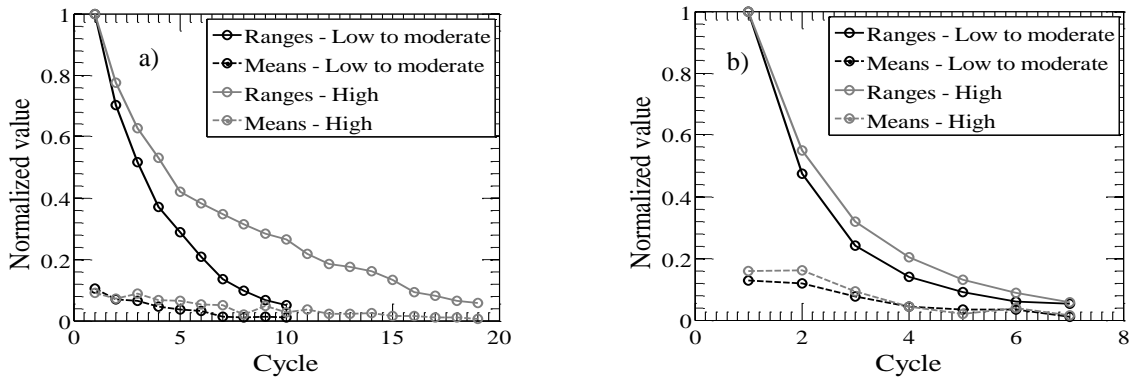 1
0.8
0.6
0.4
0.2
0
0
5
10
15
20
Normalized value
Cycle
a)
Ranges - Low to moderate
Means - Low to moderate
Ranges - High
Means - High
1
0.8
0.6
0.4
0.2
0
0
2
4
6
8
Normalized value
Cycle
b)
Ranges - Low to moderate
Means - Low to moderate
Ranges - High
Means - High